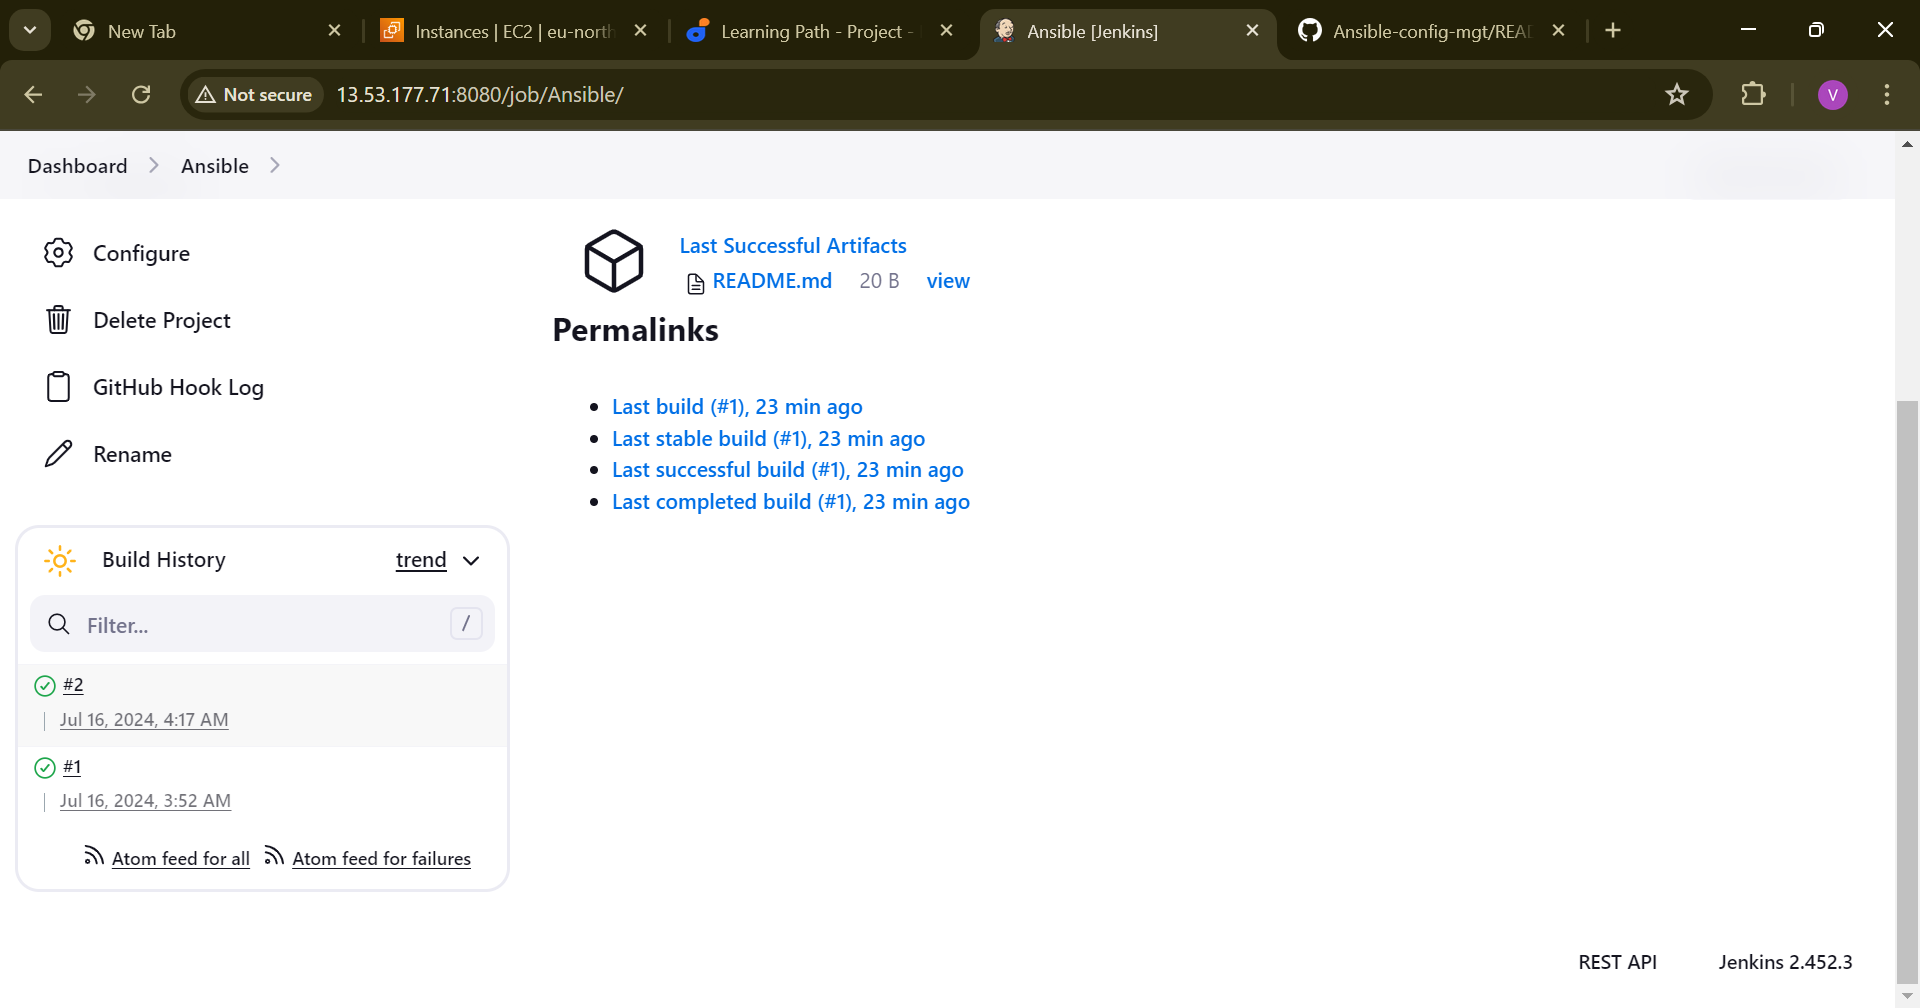 New Tab
Instances | EC2 | eu-north
Learning Path - Project -
Ansible [Jenkins]
Ansible-config-mgt/READ
Not secure
13.53.177.71:8080/job/Ansible/
V
Dashboard
Ansible
Configure
Delete Project
GitHub Hook Log
Rename
Last Successful Artifacts
README.md 20 B view
Permalinks
Last build (#1), 23 min ago
Last stable build (#1), 23 min ago
Last successful build (#1), 23 min ago
Last completed build (#1), 23 min ago
Build History trend
Filter... /
#2
Jul 16, 2024, 4:17 AM
#1
Jul 16, 2024, 3:52 AM
Atom feed for all Atom feed for failures
REST API Jenkins 2.452.3